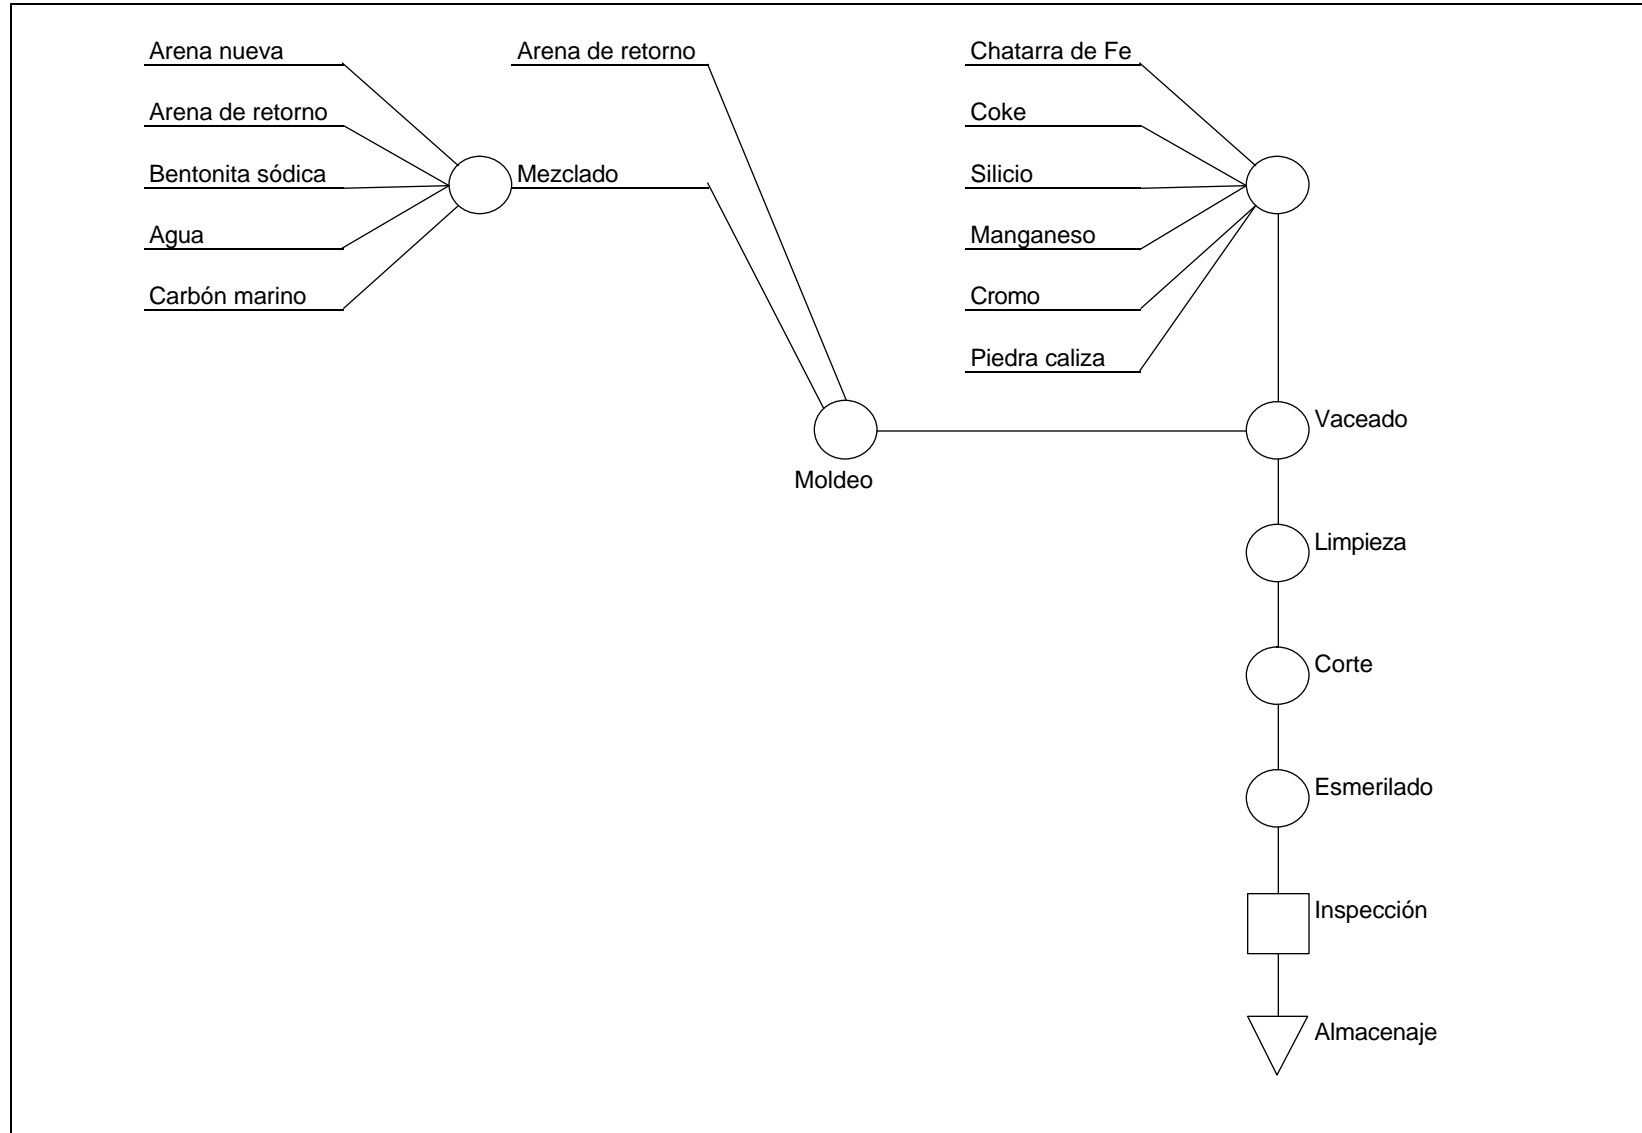 Arena nueva
Arena de retorno
Bentonita sódica
Agua
Carbón marino
Mezclado
Arena de retorno
Moldeo
Chatarra de Fe
Coke
Silicio
Manganeso
Cromo
Piedra caliza
Vaceado
Limpieza
Corte
Esmerilado
Inspección
Almacenaje